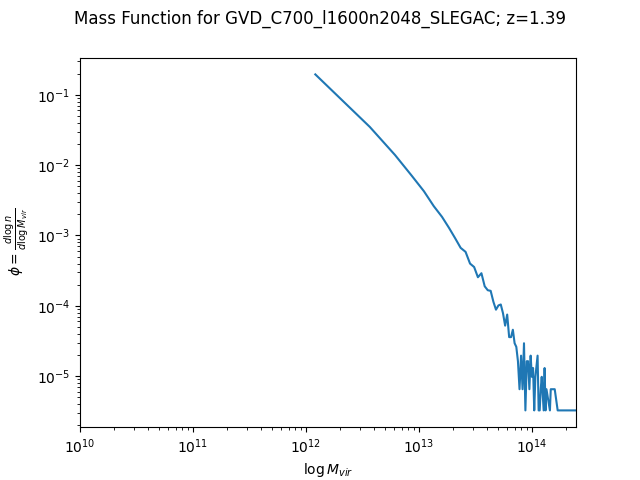 Mass Function for GVD_C700_l1600n2048_SLEGAC; z=1.39
10⁻¹
10⁻²
10⁻³
10⁻⁴
10⁻⁵
ϕ = d log n / d log M_vir
10¹⁰ 10¹¹ 10¹² 10¹³ 10¹⁴
log M_vir